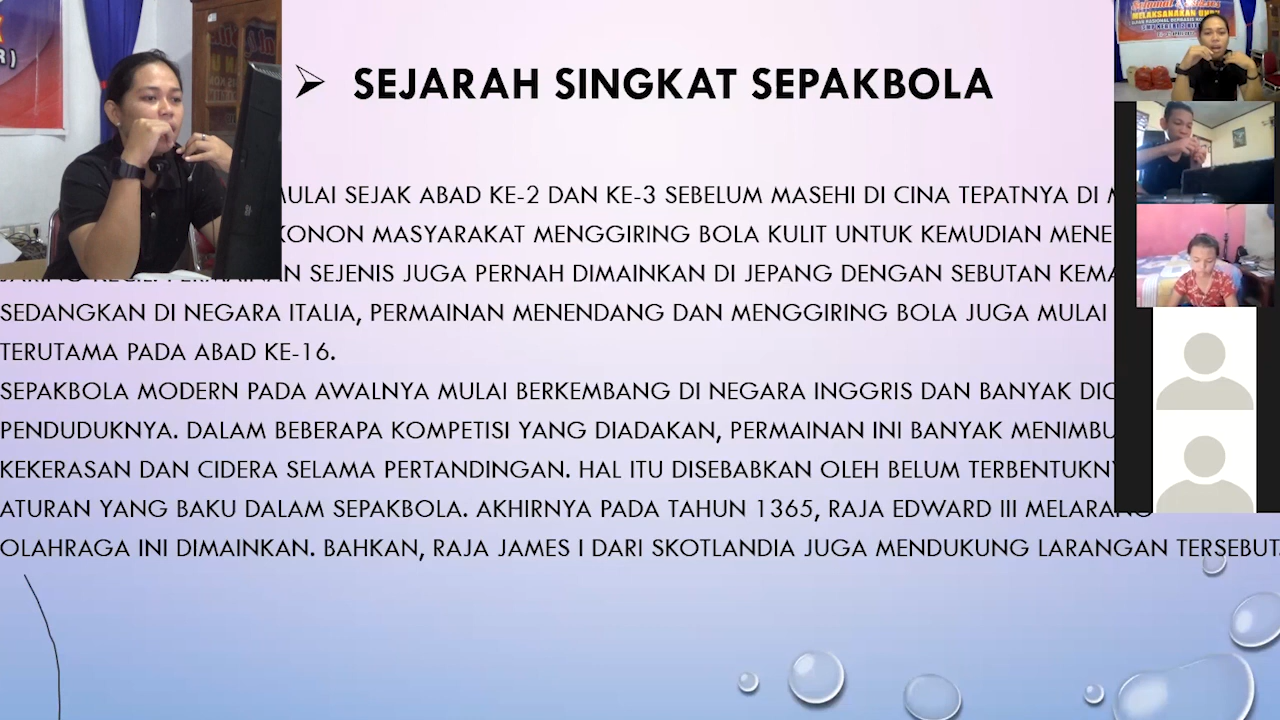 SEJARAH SINGKAT SEPAKBOLA
MULAI SEJAK ABAD KE-2 DAN KE-3 SEBELUM MASEHI DI CINA TEPATNYA DI
KONON MASYARAKAT MENGGIRING BOLA KULIT UNTUK KEMUDIAN
SEJENIS JUGA PERNAH DIMAINKAN DI JEPANG DENGAN SEBUTAN
SEDANGKAN DI NEGARA ITALIA, PERMAINAN MENENDANG DAN MENGGIRING BOLA JUGA MULAI
TERUTAMA PADA ABAD KE-16.
SEPAKBOLA MODERN PADA AWALNYA MULAI BERKEMBANG DI NEGARA INGGRIS DAN BANYAK
PENDUDUKNYA. DALAM BEBERAPA KOMPETISI YANG DIADAKAN, PERMAINAN INI BANYAK
KEKERASAN DAN CIDERA SELAMA PERTANDINGAN. HAL ITU DISEBABKAN OLEH BELUM
ATURAN YANG BAKU DALAM SEPAKBOLA. AKHIRNYA PADA TAHUN 1365, RAJA EDWARD III MELARANG
OLAHRAGA INI DIMAINKAN. BAHKAN, RAJA JAMES I DARI SKOTLANDIA JUGA MENDUKUNG LARANGAN TERSEBUT.